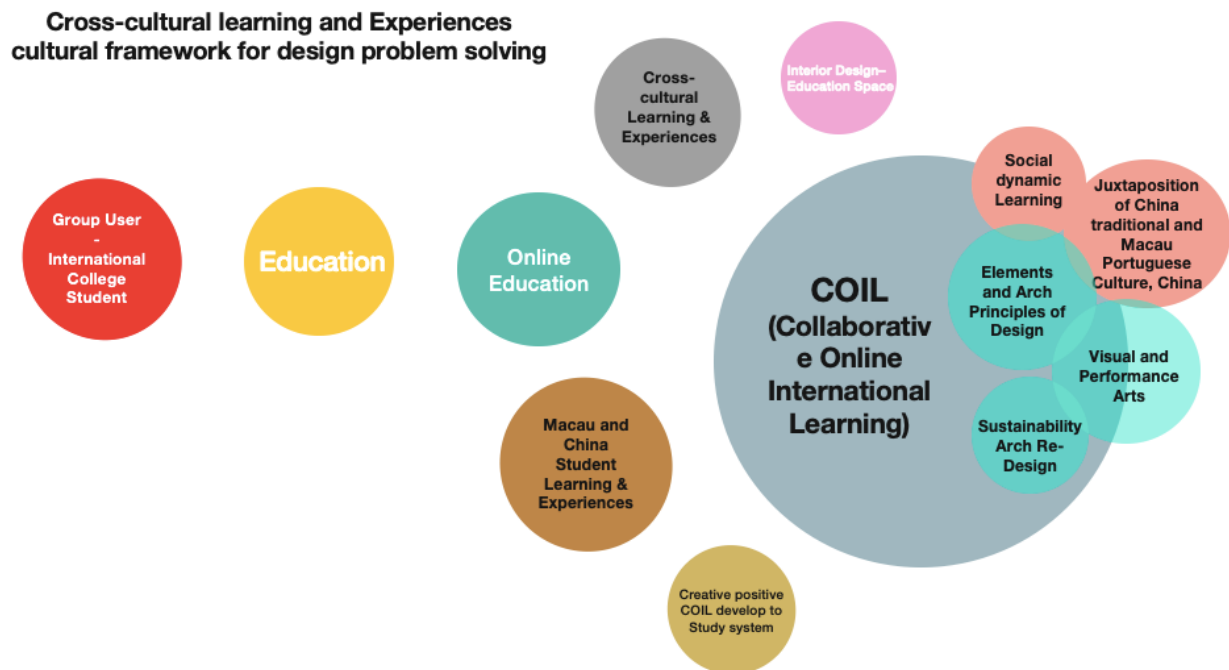 Cross-cultural learning and Experiences
cultural framework for design problem solving
Cross-
cultural
Learning &
Experiences
Interior Design–
Education Space
Group User
-
International
College
Student
Education
Online
Education
Macau and
China
Student
Learning &
Experiences
Creative positive
COIL develop to
Study system
COIL
(Collaborativ
e Online
International
Learning)
Social
dynamic
Learning
Juxtaposition
of China
traditional and
Macau
Portuguese
Culture, China
Elements
and Arch
Principles of
Design
Visual and
Performance
Arts
Sustainability
Arch Re-
Design